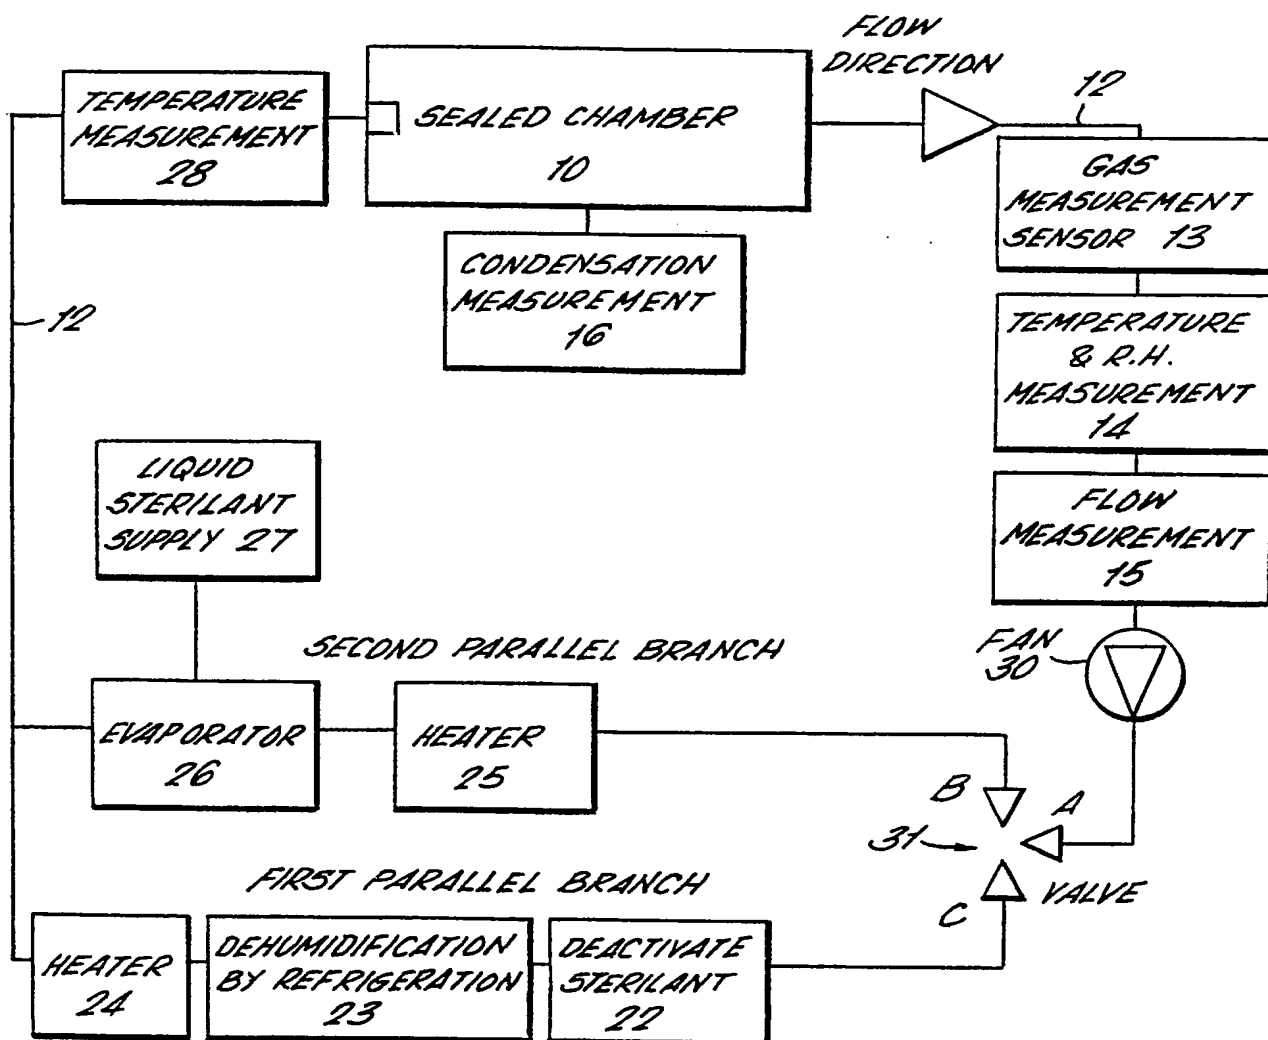 FLOW
DIRECTION
12
TEMPERATURE
MEASUREMENT
28
SEALED CHAMBER
10
GAS
MEASUREMENT
SENSOR 13
CONDENSATION
MEASUREMENT
16
12
TEMPERATURE
& R.H.
MEASUREMENT
14
LIQUID
STERILANT
SUPPLY 27
FLOW
MEASUREMENT
15
SECOND PARALLEL BRANCH
FAN
30
EVAPORATOR
26
HEATER
25
B
A
31
C
VALVE
FIRST PARALLEL BRANCH
HEATER
24
DEHUMIDIFICATION
BY REFRIGERATION
23
DEACTIVATE
STERILANT
22